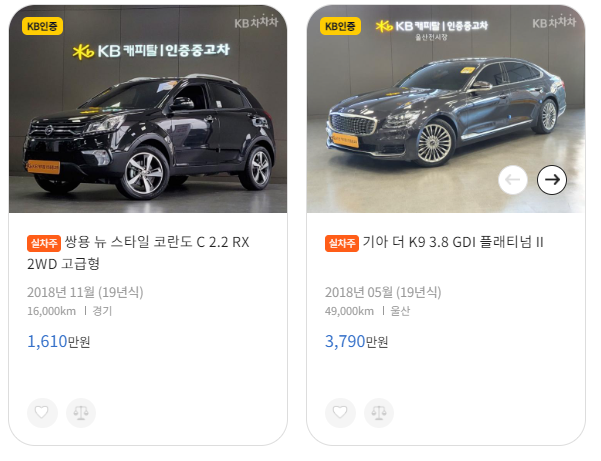 KB인증
KB차차차
KB캐피탈|인증중고차
실차주 쌍용 뉴 스타일 코란도 C 2.2 RX
2WD 고급형
2018년 11월 (19년식)
16,000km | 경기
1,610만원
KB인증
KB차차차
KB캐피탈|인증중고차
울산전시장
실차주 기아 더 K9 3.8 GDI 플래티넘 II
2018년 05월 (19년식)
49,000km | 울산
3,790만원